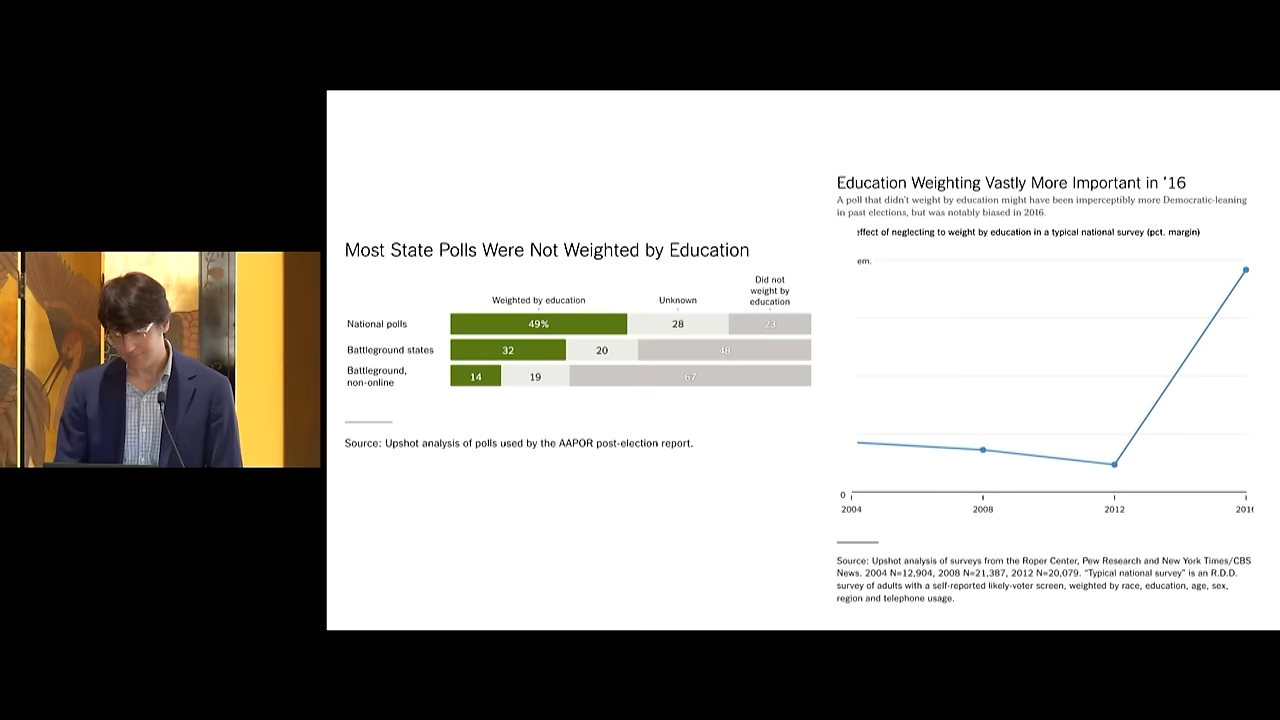 Most State Polls Were Not Weighted by Education
Did not
weight by
education
Weighted by education
Unknown
National polls
49%
28
23
Battleground states
32
20
48
Battleground,
non-online
14
19
67
Source: Upshot analysis of polls used by the AAPOR post-election report.
Education Weighting Vastly More Important in ’16
A poll that didn't weight by education might have been imperceptibly more Democratic-leaning
in past elections, but was notably biased in 2016.
ffect of neglecting to weight by education in a typical national survey (pct. margin)
em.
0
2004
2008
2012
201
Source: Upshot analysis of surveys from the Roper Center, Pew Research and New York Times/CBS
News. 2004 N=12,904, 2008 N=21,387, 2012 N=20,079. “Typical national survey” is an R.D.D.
survey of adults with a self-reported likely-voter screen, weighted by race, education, age, sex,
region and telephone usage.